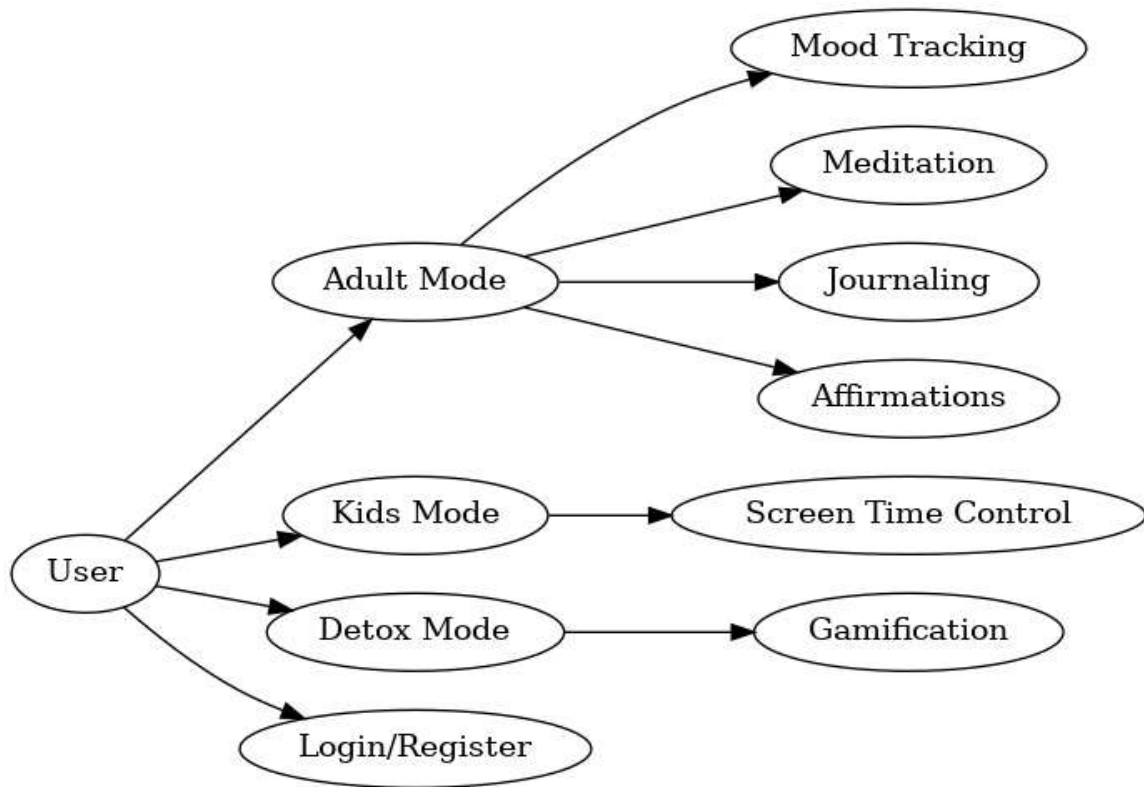 Mood Tracking
Meditation
Adult Mode
Journaling
Affirmations
Kids Mode
Screen Time Control
User
Detox Mode
Gamification
Login/Register